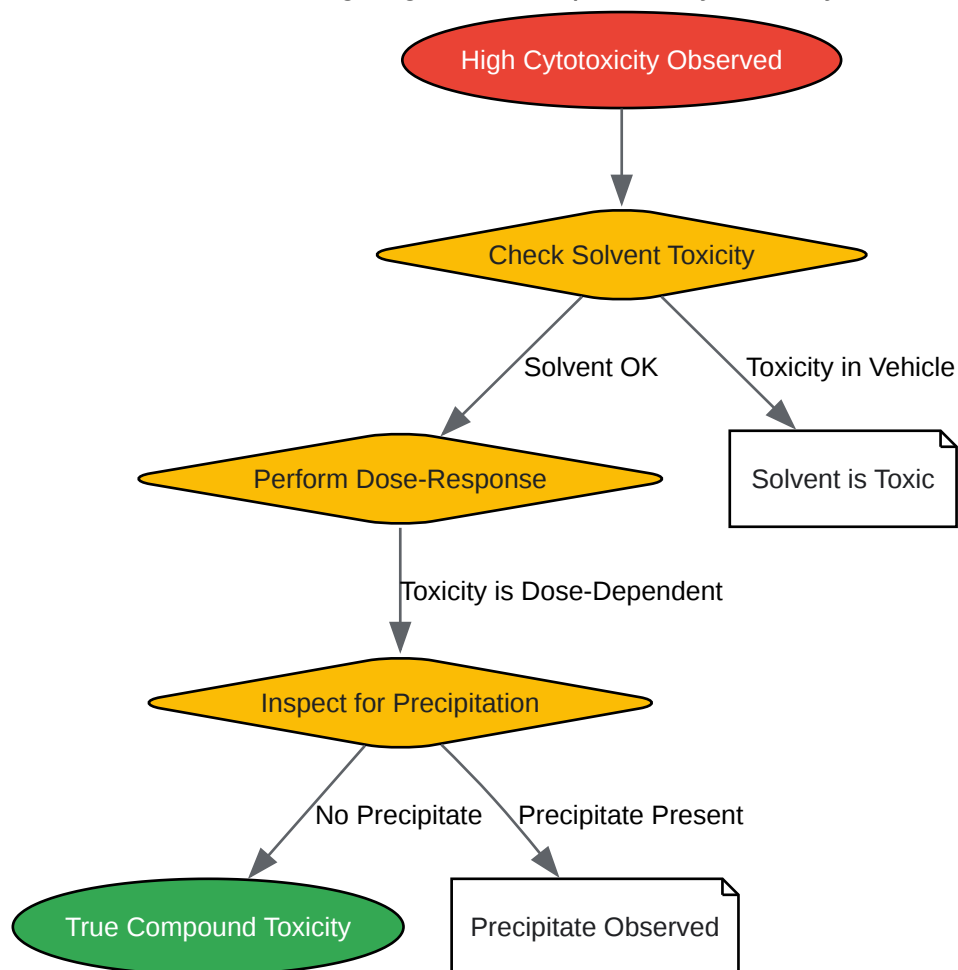 High Cytotoxicity Observed
Check Solvent Toxicity
Solvent OK
Toxicity in Vehicle
Perform Dose-Response
Solvent is Toxic
Toxicity is Dose-Dependent
Inspect for Precipitation
No Precipitate
Precipitate Present
True Compound Toxicity
Precipitate Observed